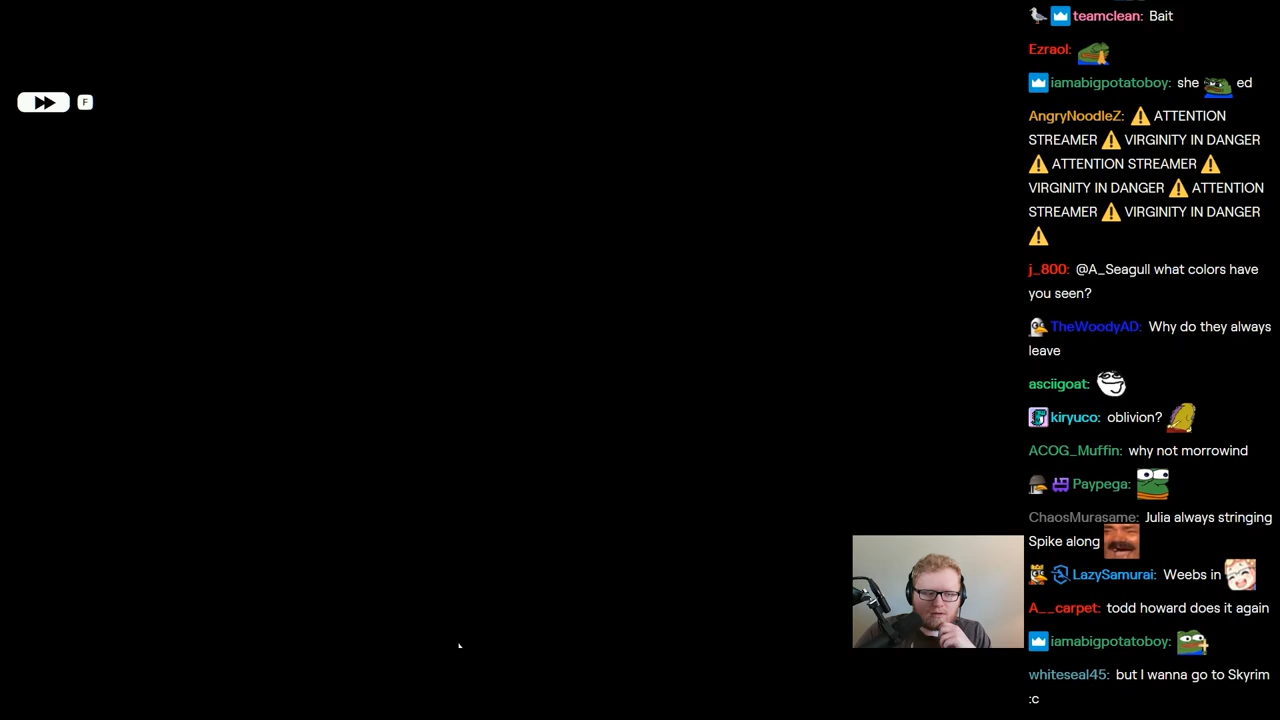 F
teamclean: Bait
Ezraol:
iamabigpotatoboy: she ed
AngryNoodleZ: ⚠ ATTENTION
STREAMER ⚠ VIRGINITY IN DANGER
⚠ ATTENTION STREAMER ⚠
VIRGINITY IN DANGER ⚠ ATTENTION
STREAMER ⚠ VIRGINITY IN DANGER
⚠
j_800: @A_Seagull what colors have
you seen?
TheWoodyAD: Why do they always
leave
asciigoat:
kiryuco: oblivion?
ACOG_Muffin: why not morrowind
Paypega:
ChaosMurasame: Julia always stringing
Spike along
LazySamurai: Weebs in
A__carpet: todd howard does it again
iamabigpotatoboy:
whiteseal45: but I wanna go to Skyrim
:c